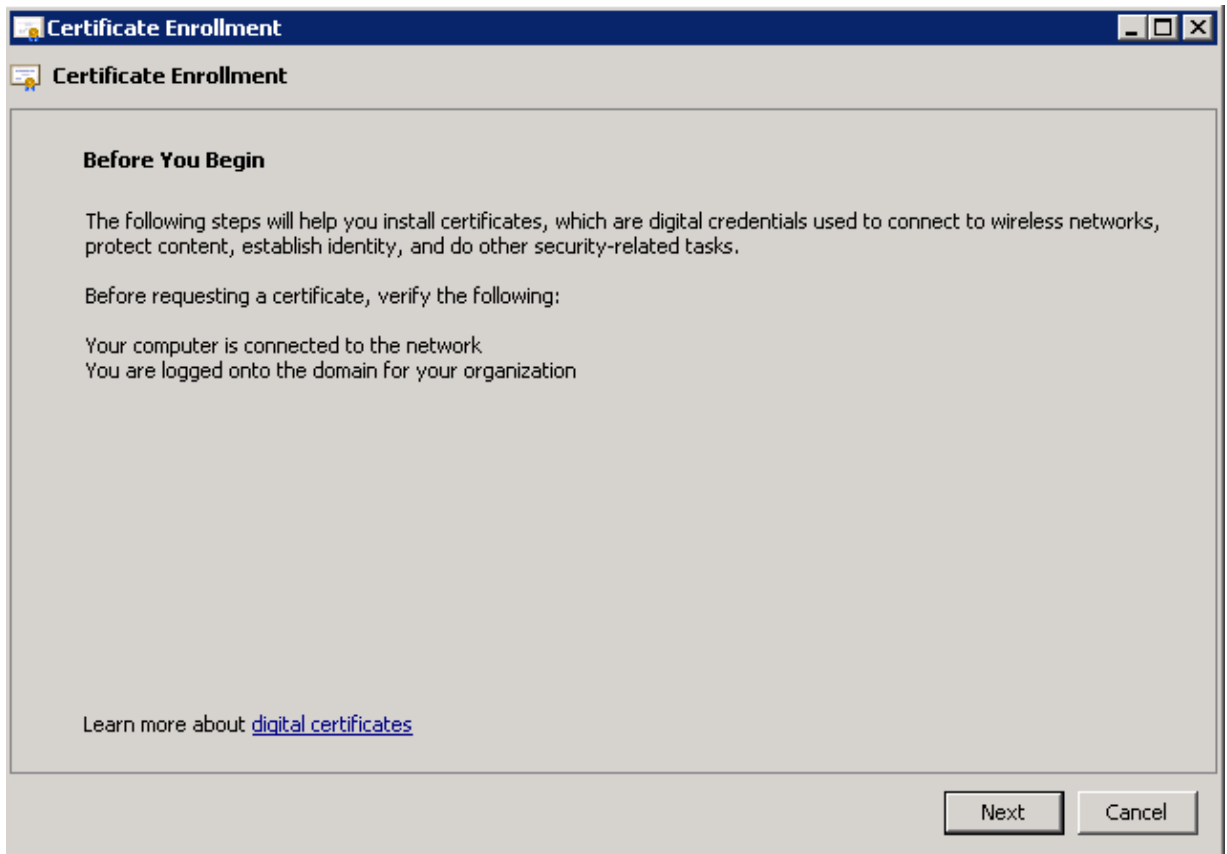 Certificate Enrollment
Certificate Enrollment
Before You Begin
The following steps will help you install certificates, which are digital credentials used to connect to wireless networks,
protect content, establish identity, and do other security-related tasks.
Before requesting a certificate, verify the following:
Your computer is connected to the network
You are logged onto the domain for your organization
Learn more about digital certificates
Next Cancel